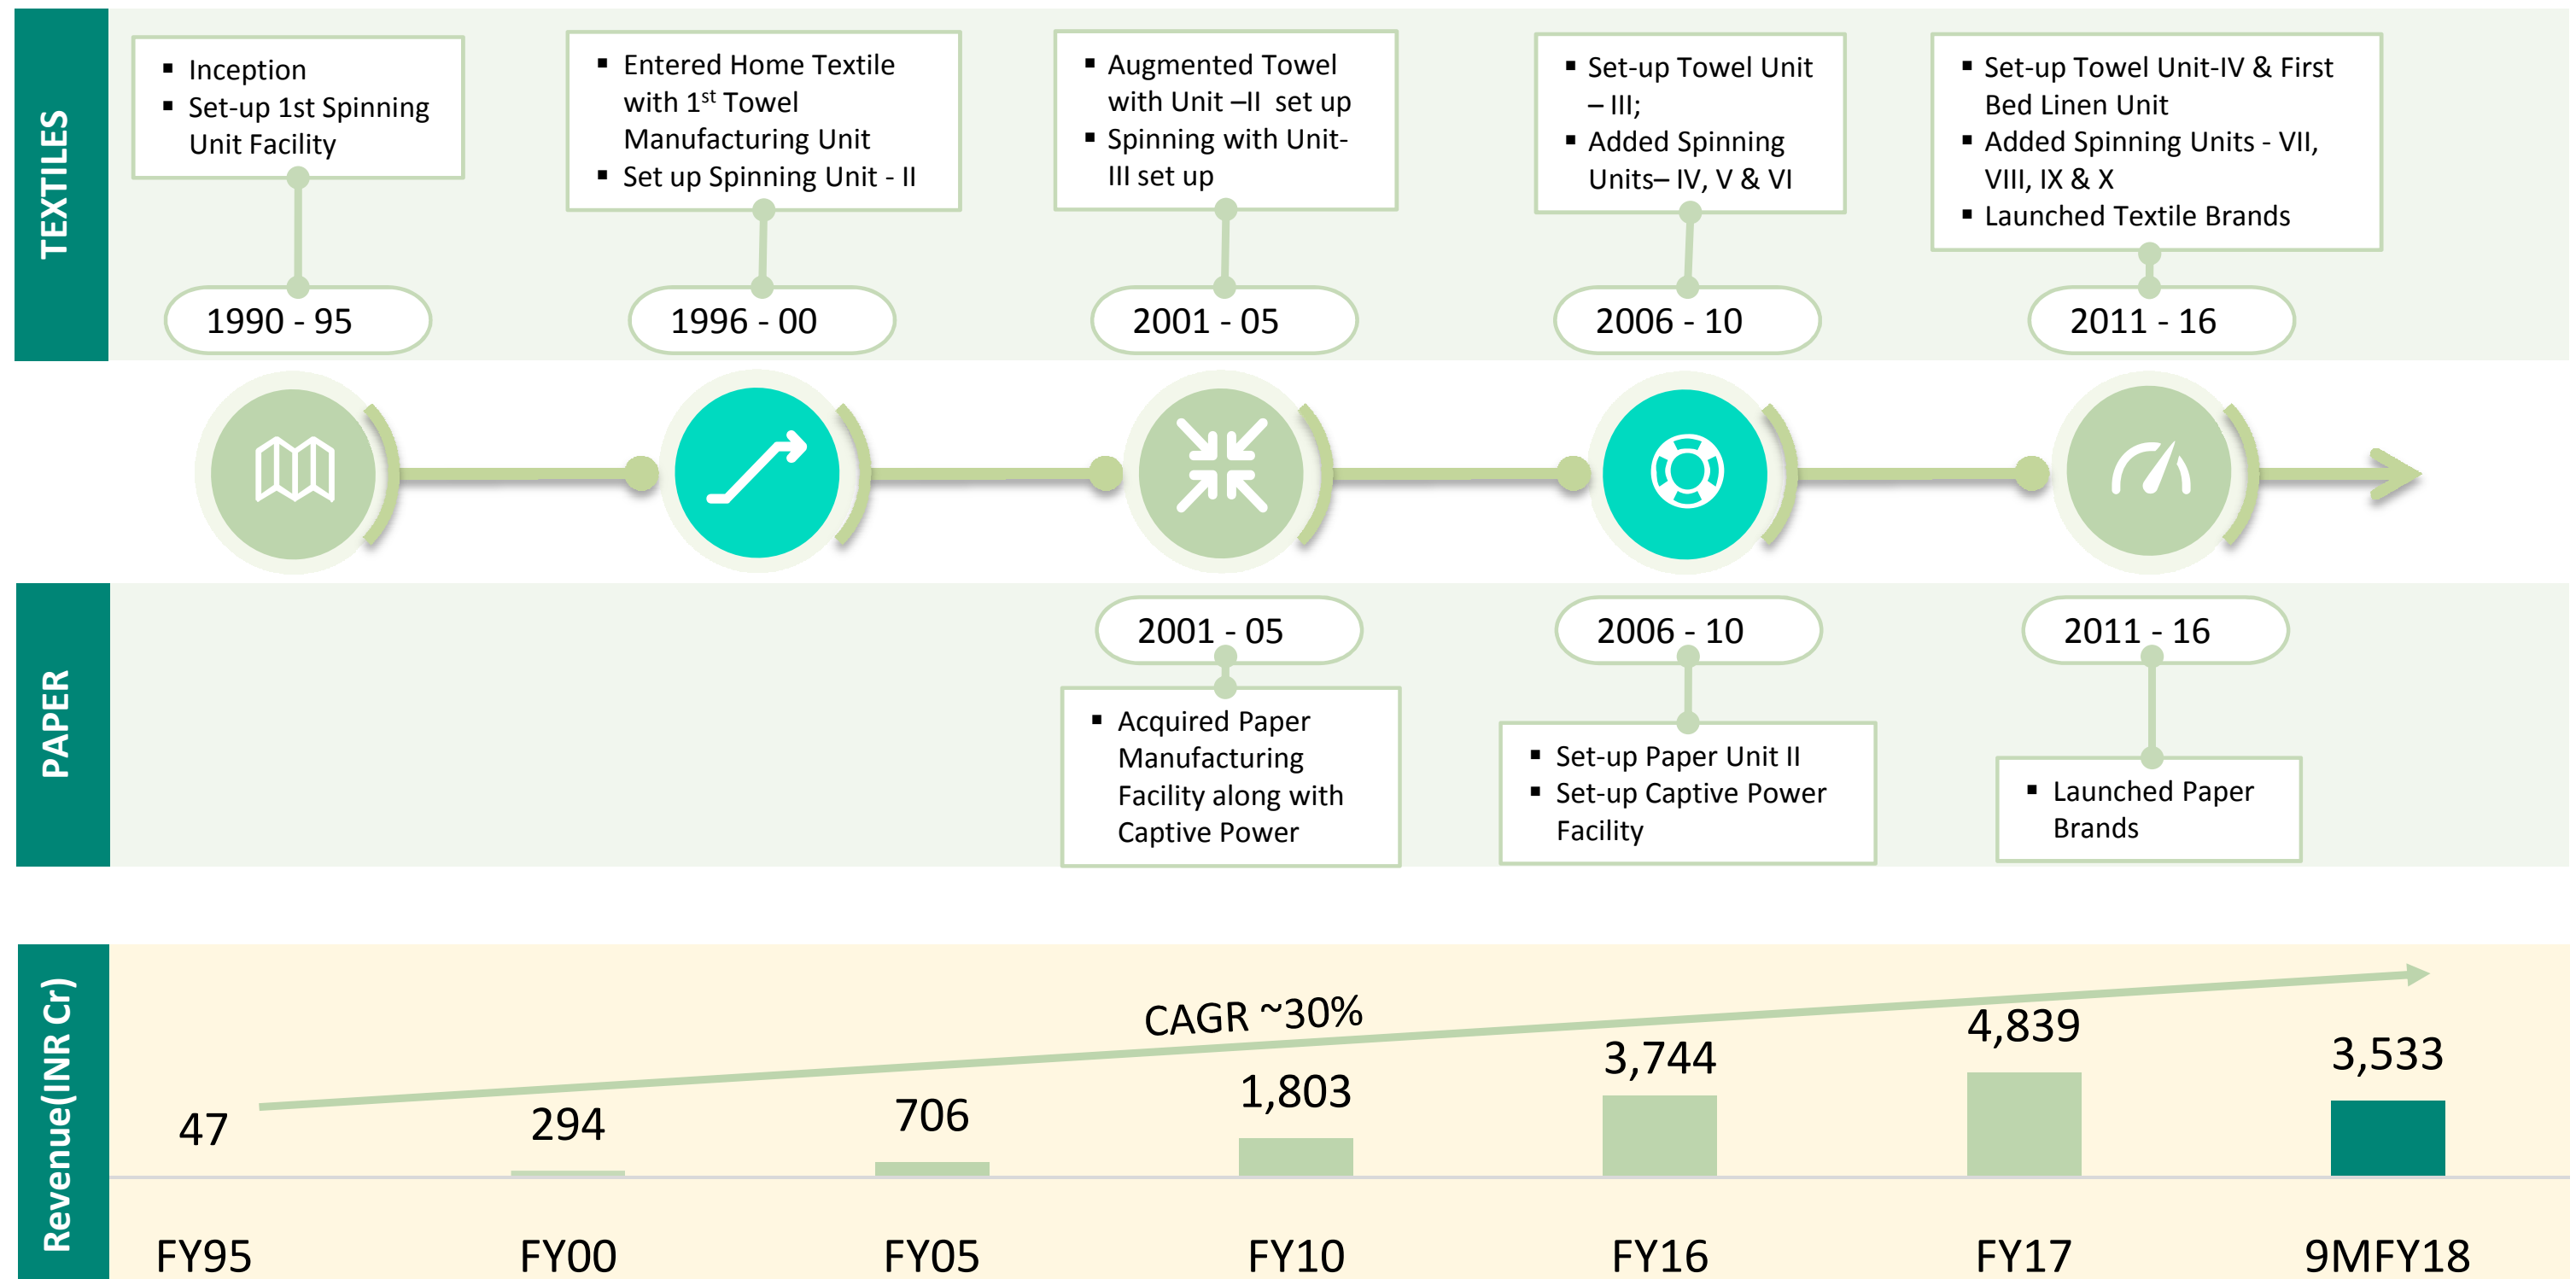 TEXTILES
▪ Inception
▪ Set-up 1st Spinning
Unit Facility
1990 - 95
▪ Entered Home Textile
with 1st Towel
Manufacturing Unit
▪ Set up Spinning Unit - II
1996 - 00
▪ Augmented Towel
with Unit –II set up
▪ Spinning with Unit-
III set up
2001 - 05
▪ Set-up Towel Unit
– III;
▪ Added Spinning
Units– IV, V & VI
2006 - 10
▪ Set-up Towel Unit-IV & First
Bed Linen Unit
▪ Added Spinning Units - VII,
VIII, IX & X
▪ Launched Textile Brands
2011 - 16
PAPER
2001 - 05
▪ Acquired Paper
Manufacturing
Facility along with
Captive Power
2006 - 10
▪ Set-up Paper Unit II
▪ Set-up Captive Power
Facility
2011 - 16
▪ Launched Paper
Brands
Revenue(INR Cr)
CAGR ~30%
47
294
706
1,803
3,744
4,839
3,533
FY95
FY00
FY05
FY10
FY16
FY17
9MFY18